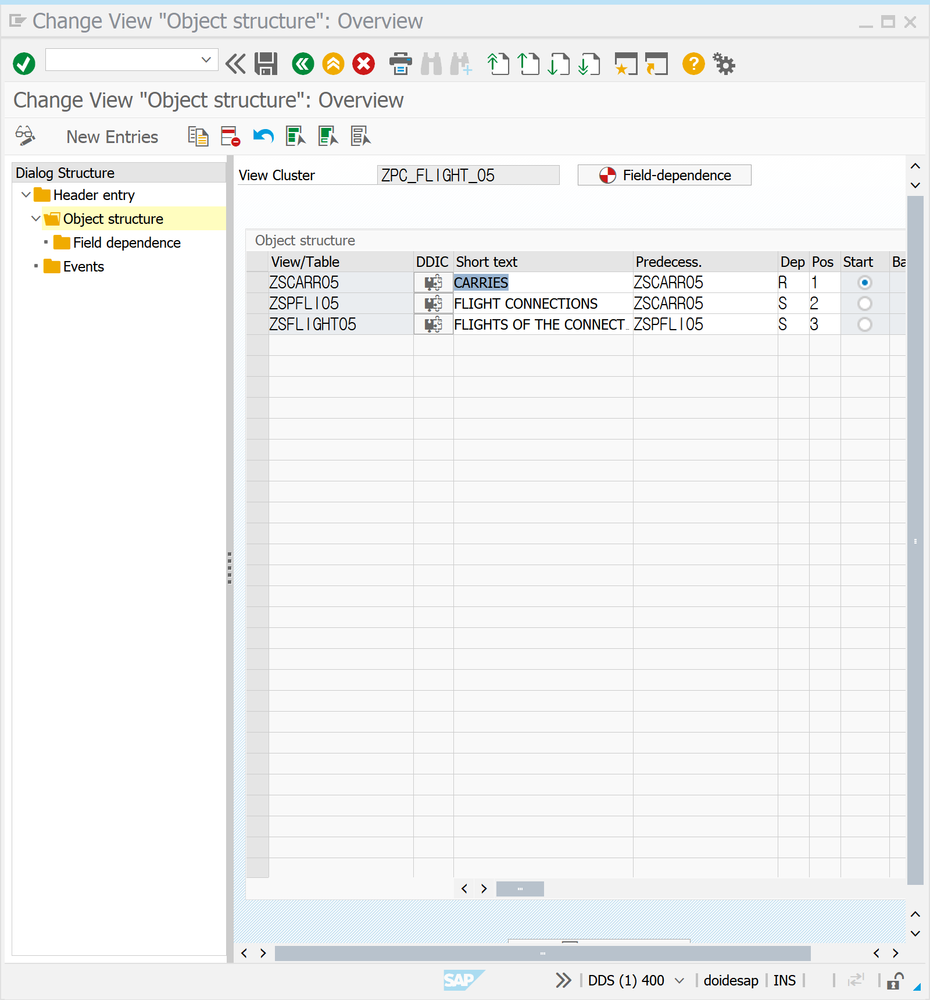 Change View "Object structure": Overview
Change View "Object structure": Overview
New Entries
Dialog Structure
Header entry
Object structure
Field dependence
Events
View Cluster ZPC_FLIGHT_05 Field-dependence
Object structure
View/Table DDIC Short text Predecess. Dep Pos Start Ba
ZSCARR05 CARRIES ZSCARR05 R 1
ZSPFLI05 FLIGHT CONNECTIONS ZSCARR05 S 2
ZSFLIGHT05 FLIGHTS OF THE CONNECT… ZSPFLI05 S 3
SAP DDS (1) 400 doidesap INS